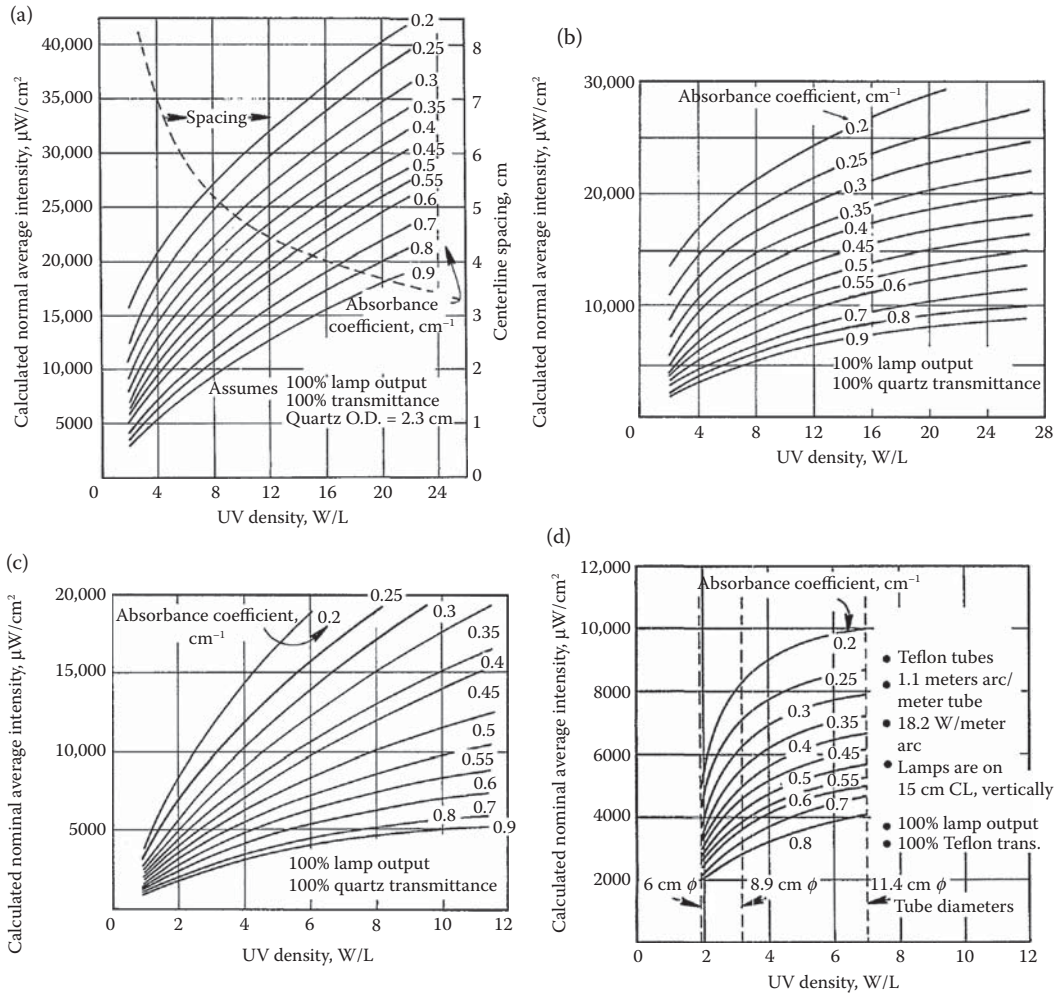 (a)
Calculated normal average intensity, µW/cm²
40,000
35,000
30,000
25,000
20,000
15,000
10,000
5000
0
4
8
12
16
20
24
UV density, W/L
8
7
6
5
4
3
2
1
0
Centerline spacing, cm
Spacing
0.2
0.25
0.3
0.35
0.4
0.45
0.5
0.55
0.6
0.7
0.8
0.9
Absorbance
coefficient, cm⁻¹
Assumes 100% lamp output
100% transmittance
Quartz O.D. = 2.3 cm
(b)
Calculated normal average intensity, µW/cm²
30,000
20,000
10,000
0
4
8
12
16
20
24
28
UV density, W/L
Absorbance coefficient, cm⁻¹
0.2
0.25
0.3
0.35
0.4
0.45
0.5
0.55
0.6
0.7
0.8
0.9
100% lamp output
100% quartz transmittance
(c)
Calculated nominal average intensity, µW/cm²
20,000
15,000
10,000
5000
0
2
4
6
8
10
12
UV density, W/L
Absorbance coefficient,
cm⁻¹
0.2
0.25
0.3
0.35
0.4
0.45
0.5
0.55
0.6
0.7
0.8
0.9
100% lamp output
100% quartz transmittance
(d)
Calculated nominal average intensity, µW/cm²
12,000
10,000
8000
6000
4000
2000
0
2
4
6
8
10
12
UV density, W/L
Absorbance coefficient, cm⁻¹
0.2
0.25
0.3
0.35
0.4
0.45
0.5
0.55
0.6
0.7
0.8
• Teflon tubes
• 1.1 meters arc/
meter tube
• 18.2 W/meter
arc
• Lamps are on
15 cm CL, vertically
• 100% lamp output
• 100% Teflon trans.
6 cm ϕ
8.9 cm ϕ
11.4 cm ϕ
Tube diameters